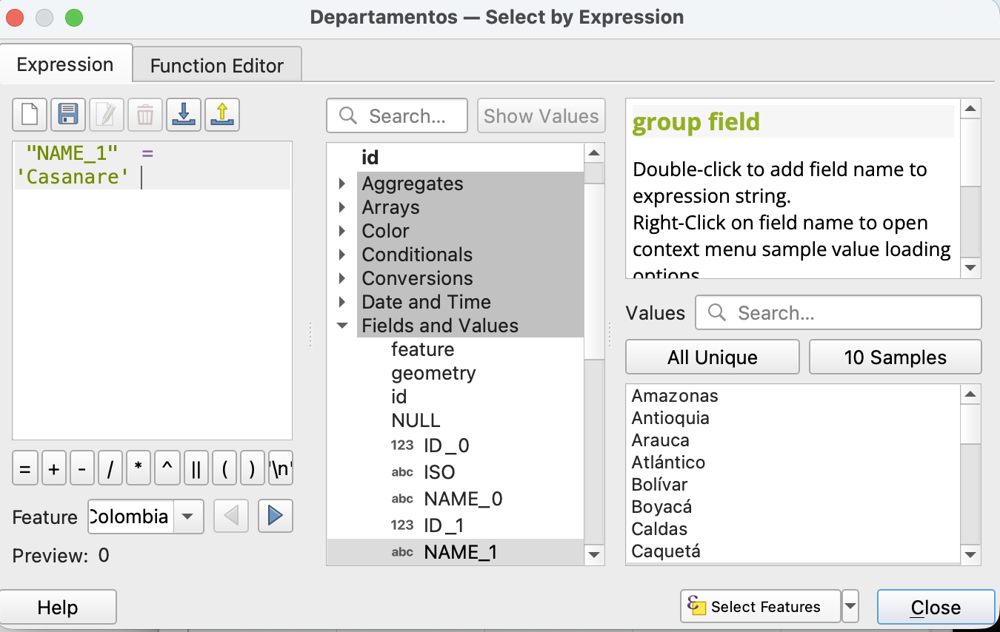 Departamentos — Select by Expression
Expression
Function Editor
"NAME_1" =
'Casanare'
= + - / * ^ || ( ) '\n'
Feature Colombia
Preview: 0
Search...
Show Values
id
Aggregates
Arrays
Color
Conditionals
Conversions
Date and Time
Fields and Values
feature
geometry
id
NULL
123 ID_0
abc ISO
abc NAME_0
123 ID_1
abc NAME_1
group field
Double-click to add field name to
expression string.
Right-Click on field name to open
context menu sample value loading
options
Values Search...
All Unique
10 Samples
Amazonas
Antioquia
Arauca
Atlántico
Bolívar
Boyacá
Caldas
Caquetá
Help
Select Features
Close